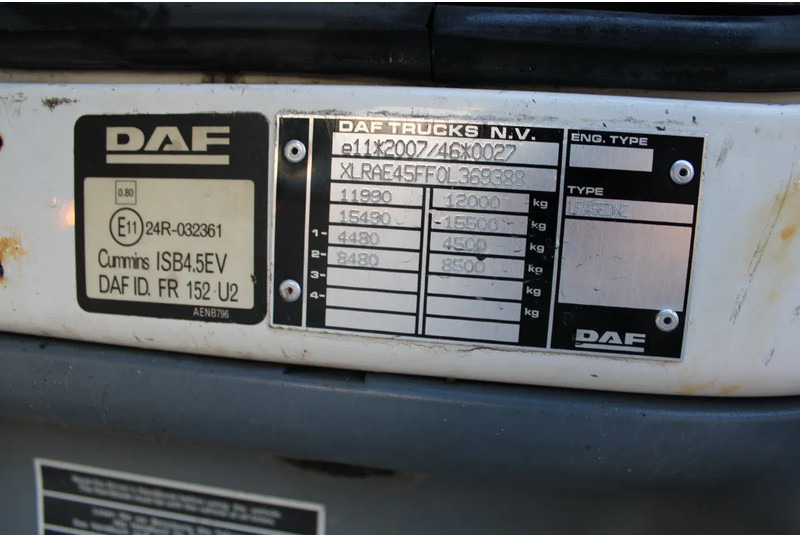 DAF
0.80
E11 24R-032361
Cummins ISB4.5EV
DAF ID. FR 152 U2
AENB796
DAF TRUCKS N.V.
e11*2007/46*0027
XLRAE45FF0L369388
11990 12000 kg
15490 15500 kg
1- 4480 4500 kg
2- 8480 8500 kg
3- kg
4- kg
ENG. TYPE
TYPE
DAF